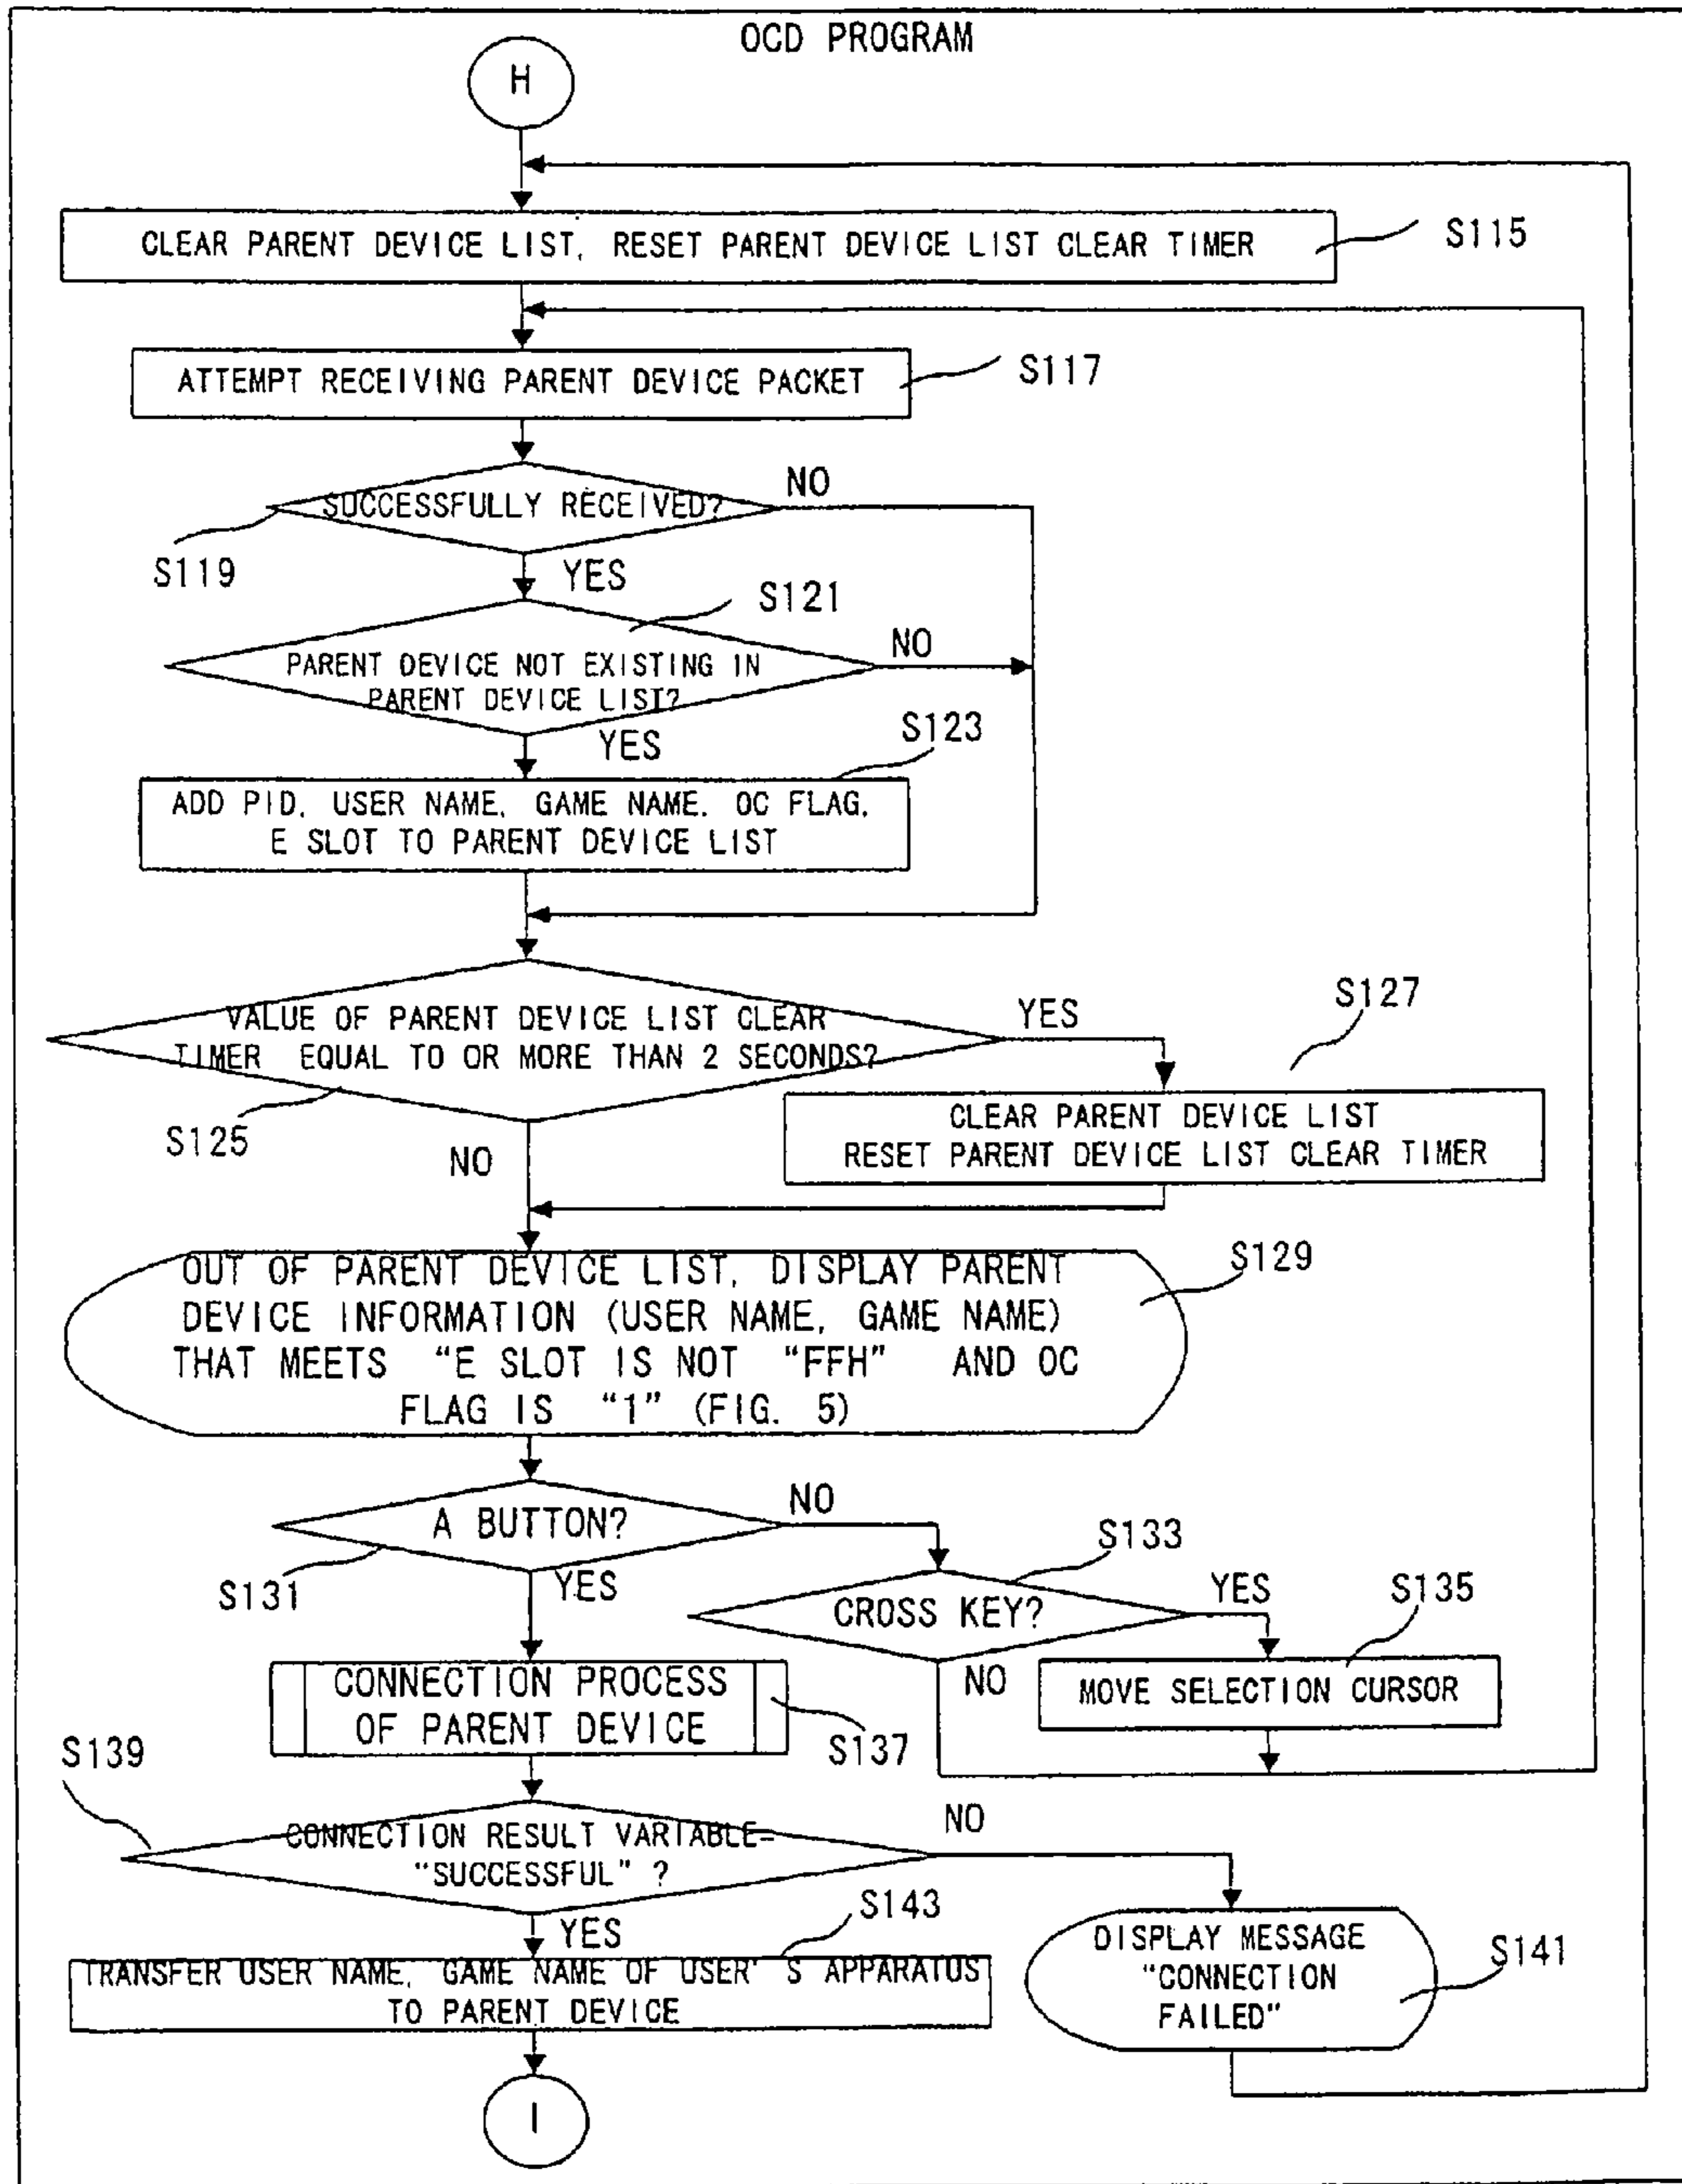 OCD PROGRAM
H
CLEAR PARENT DEVICE LIST, RESET PARENT DEVICE LIST CLEAR TIMER
S115
ATTEMPT RECEIVING PARENT DEVICE PACKET
S117
SUCCESSFULLY RECEIVED?
NO
S119
YES
S121
PARENT DEVICE NOT EXISTING IN
PARENT DEVICE LIST?
NO
YES
S123
ADD PID, USER NAME, GAME NAME, OC FLAG,
E SLOT TO PARENT DEVICE LIST
VALUE OF PARENT DEVICE LIST CLEAR
TIMER EQUAL TO OR MORE THAN 2 SECONDS?
YES
S127
S125
NO
CLEAR PARENT DEVICE LIST
RESET PARENT DEVICE LIST CLEAR TIMER
OUT OF PARENT DEVICE LIST, DISPLAY PARENT
DEVICE INFORMATION (USER NAME, GAME NAME)
THAT MEETS "E SLOT IS NOT "FFH" AND OC
FLAG IS "1" (FIG. 5)
S129
A BUTTON?
NO
S131
YES
S133
CROSS KEY?
YES
S135
NO
MOVE SELECTION CURSOR
CONNECTION PROCESS
OF PARENT DEVICE
S137
S139
CONNECTION RESULT VARIABLE=
"SUCCESSFUL" ?
NO
YES
S143
TRANSFER USER NAME, GAME NAME OF USER' S APPARATUS
TO PARENT DEVICE
DISPLAY MESSAGE
"CONNECTION
FAILED"
S141
I